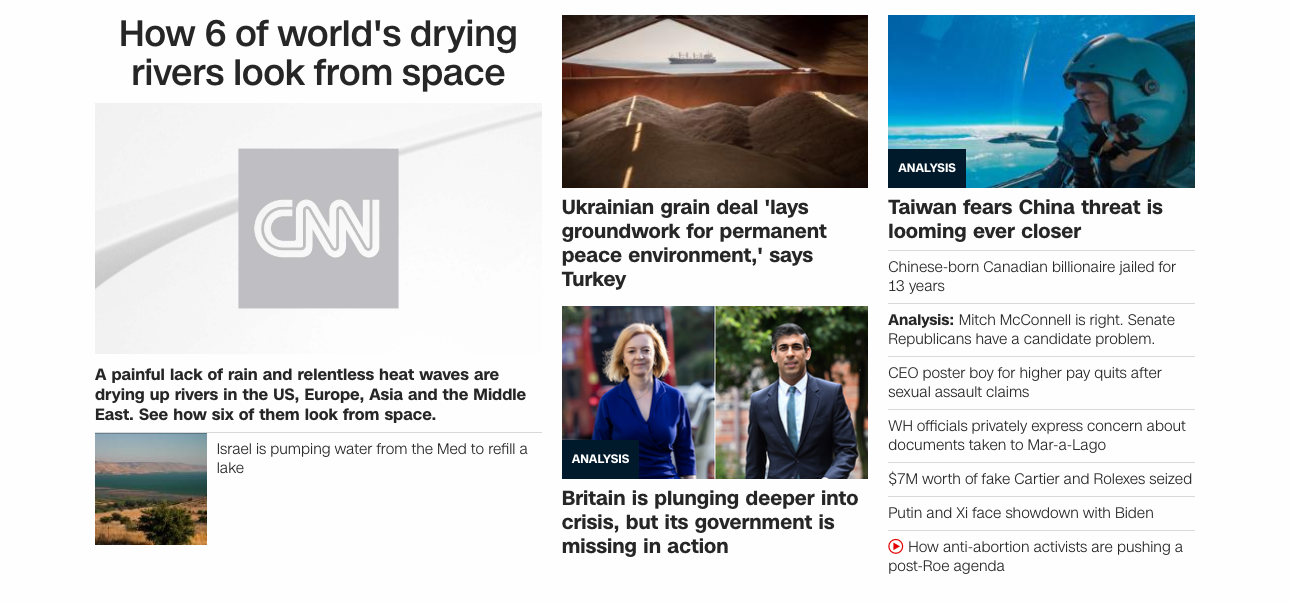 How 6 of world's drying
rivers look from space
CNN
A painful lack of rain and relentless heat waves are
drying up rivers in the US, Europe, Asia and the Middle
East. See how six of them look from space.
Israel is pumping water from the Med to refill a
lake
Ukrainian grain deal 'lays
groundwork for permanent
peace environment,' says
Turkey
ANALYSIS
Britain is plunging deeper into
crisis, but its government is
missing in action
ANALYSIS
Taiwan fears China threat is
looming ever closer
Chinese-born Canadian billionaire jailed for
13 years
Analysis: Mitch McConnell is right. Senate
Republicans have a candidate problem.
CEO poster boy for higher pay quits after
sexual assault claims
WH officials privately express concern about
documents taken to Mar-a-Lago
$7M worth of fake Cartier and Rolexes seized
Putin and Xi face showdown with Biden
How anti-abortion activists are pushing a
post-Roe agenda